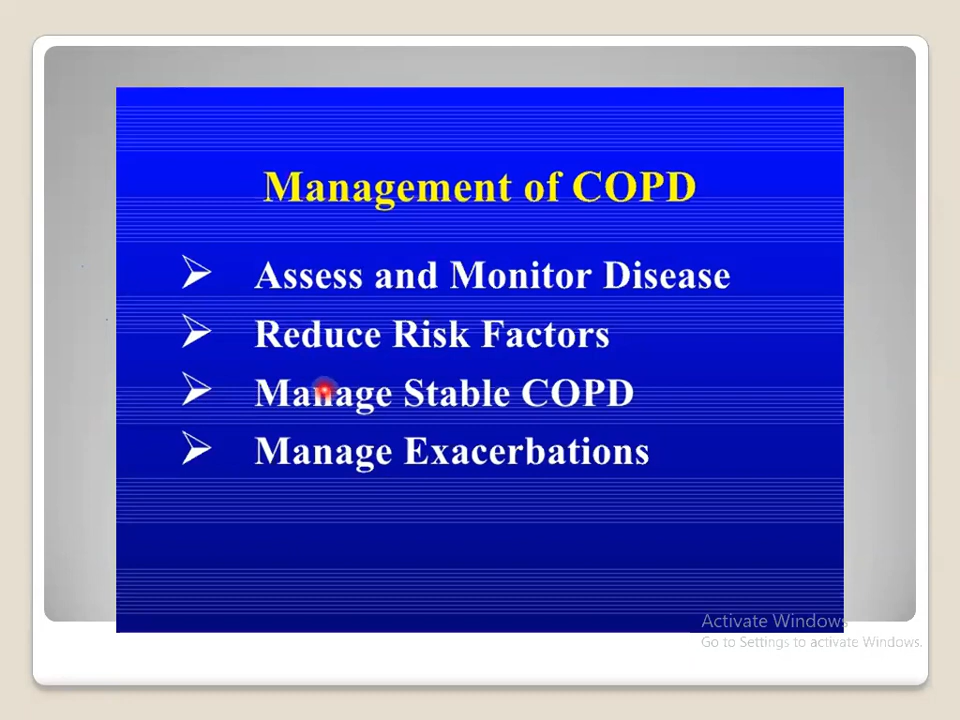 Management of COPD
Assess and Monitor Disease
Reduce Risk Factors
Manage Stable COPD
Manage Exacerbations
Activate Windows
Go to Settings to activate Windows.